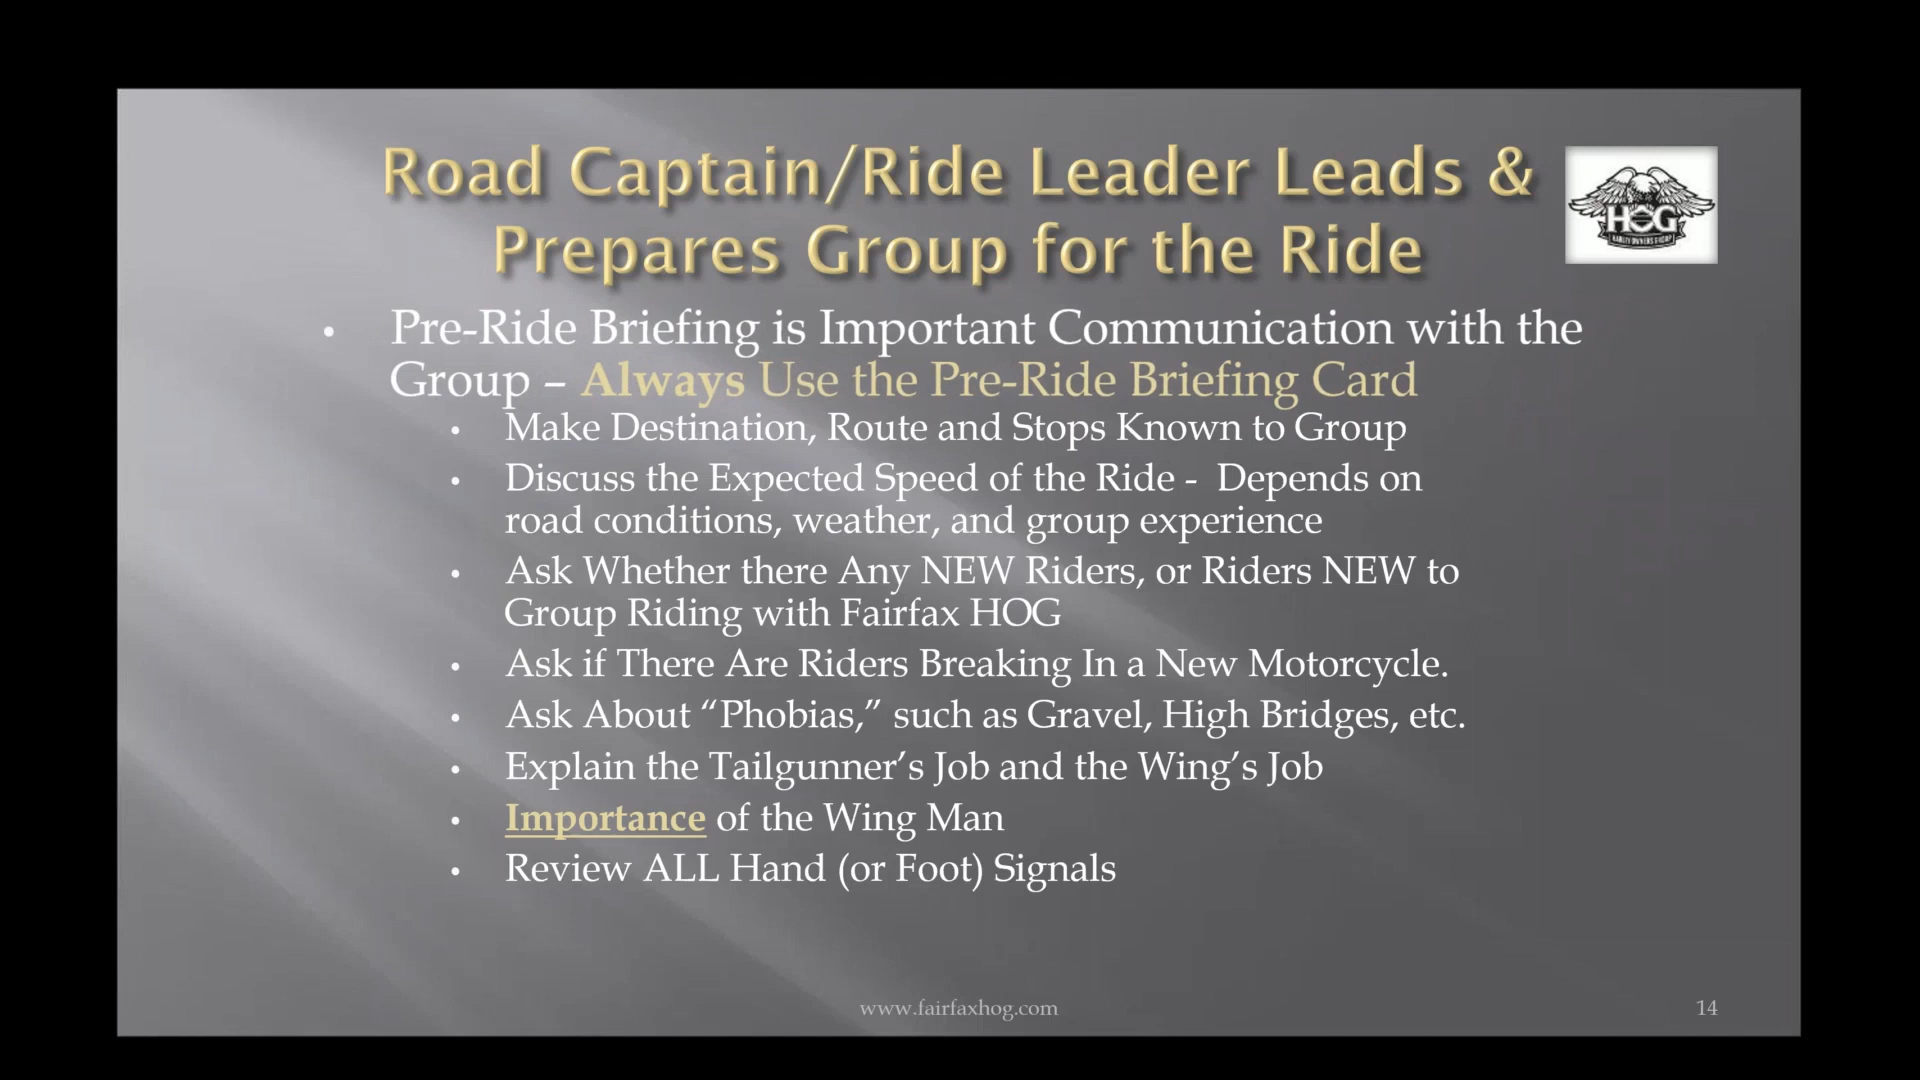 Road Captain/Ride Leader Leads &
Prepares Group for the Ride
HOG
HARLEY OWNERS GROUP
• Pre-Ride Briefing is Important Communication with the
Group – Always Use the Pre-Ride Briefing Card
• Make Destination, Route and Stops Known to Group
• Discuss the Expected Speed of the Ride - Depends on
road conditions, weather, and group experience
• Ask Whether there Any NEW Riders, or Riders NEW to
Group Riding with Fairfax HOG
• Ask if There Are Riders Breaking In a New Motorcycle.
• Ask About “Phobias,” such as Gravel, High Bridges, etc.
• Explain the Tailgunner’s Job and the Wing’s Job
• Importance of the Wing Man
• Review ALL Hand (or Foot) Signals
www.fairfaxhog.com
14